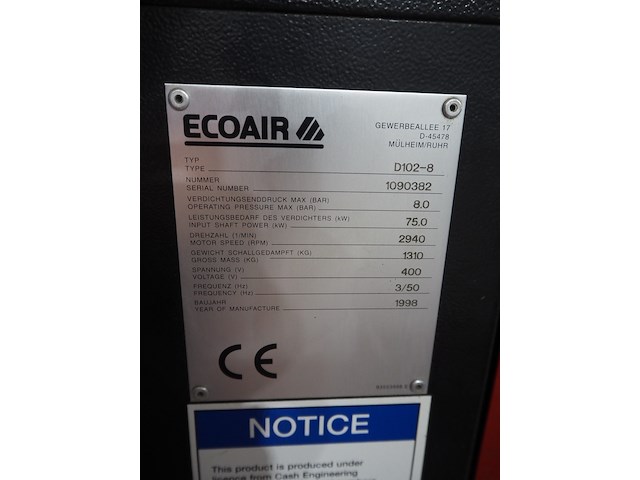 ECOAIR
GEWERBEALLEE 17
D-45478
MÜLHEIM/RUHR
TYP
TYPE D102-8
NUMMER
SERIAL NUMBER 1090382
VERDICHTUNGSENDDRUCK MAX (BAR)
OPERATING PRESSURE MAX (BAR) 8.0
LEISTUNGSBEDARF DES VERDICHTERS (kW)
INPUT SHAFT POWER (kW) 75.0
DREHZAHL (1/MIN)
MOTOR SPEED (RPM) 2940
GEWICHT SCHALLGEDAMPFT (KG)
GROSS MASS (KG) 1310
SPANNUNG (V)
VOLTAGE (V) 400
FREQUENZ (Hz)
FREQUENCY (Hz) 3/50
BAUJAHR
YEAR OF MANUFACTURE 1998
CE
NOTICE
This product is produced under
licence from Cash Engineering